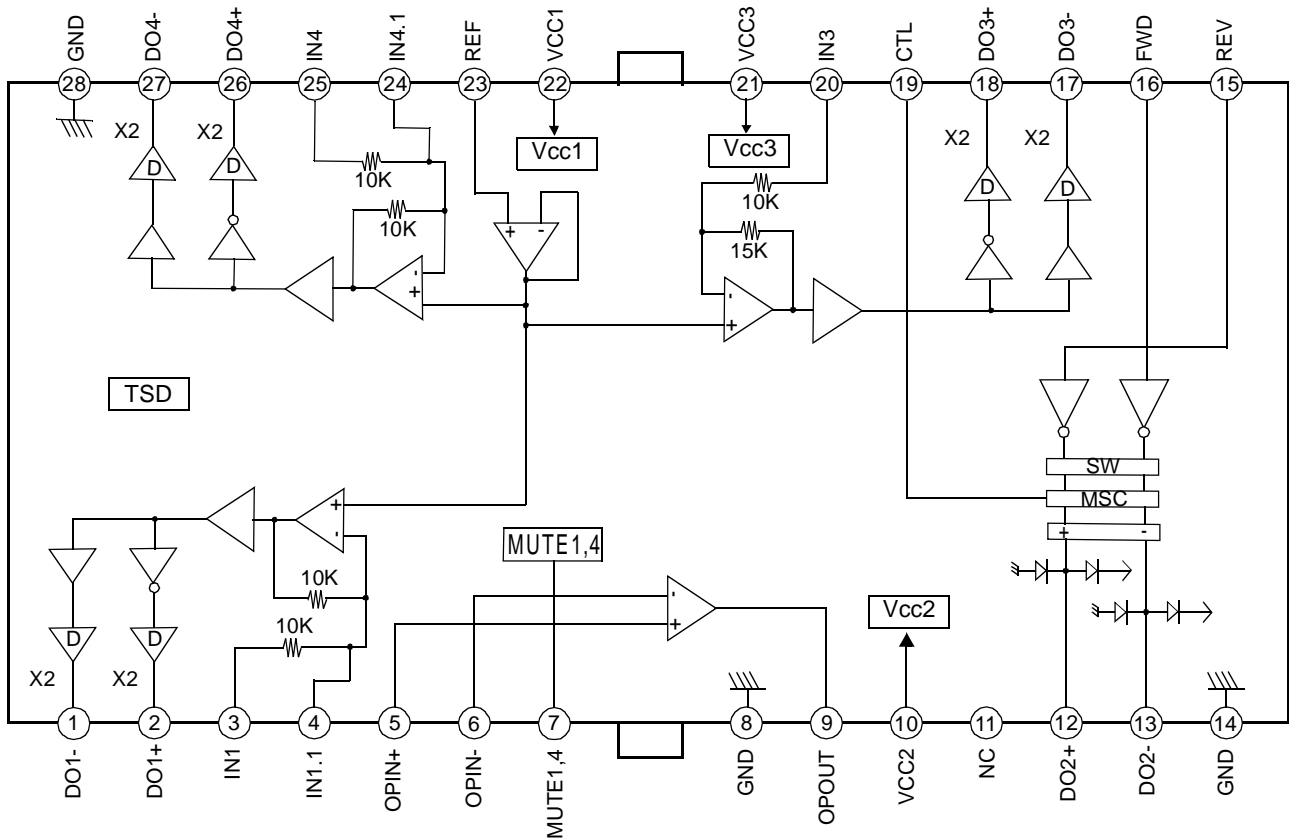 GND DO4- DO4+ IN4 IN4.1 REF VCC1 VCC3 IN3 CTL DO3+ DO3- FWD REV
28 27 26 25 24 23 22 21 20 19 18 17 16 15
X2 X2 X2 X2
Vcc1 Vcc3
D D D D
10K 10K
10K 15K
+ -
-
+
-
+
TSD
SW
MSC
+ -
+
-
MUTE1,4
10K
10K
-
+
Vcc2
D D
X2 X2
1 2 3 4 5 6 7 8 9 10 11 12 13 14
DO1- DO1+ IN1 IN1.1 OPIN+ OPIN- MUTE1,4 GND OPOUT VCC2 NC DO2+ DO2- GND